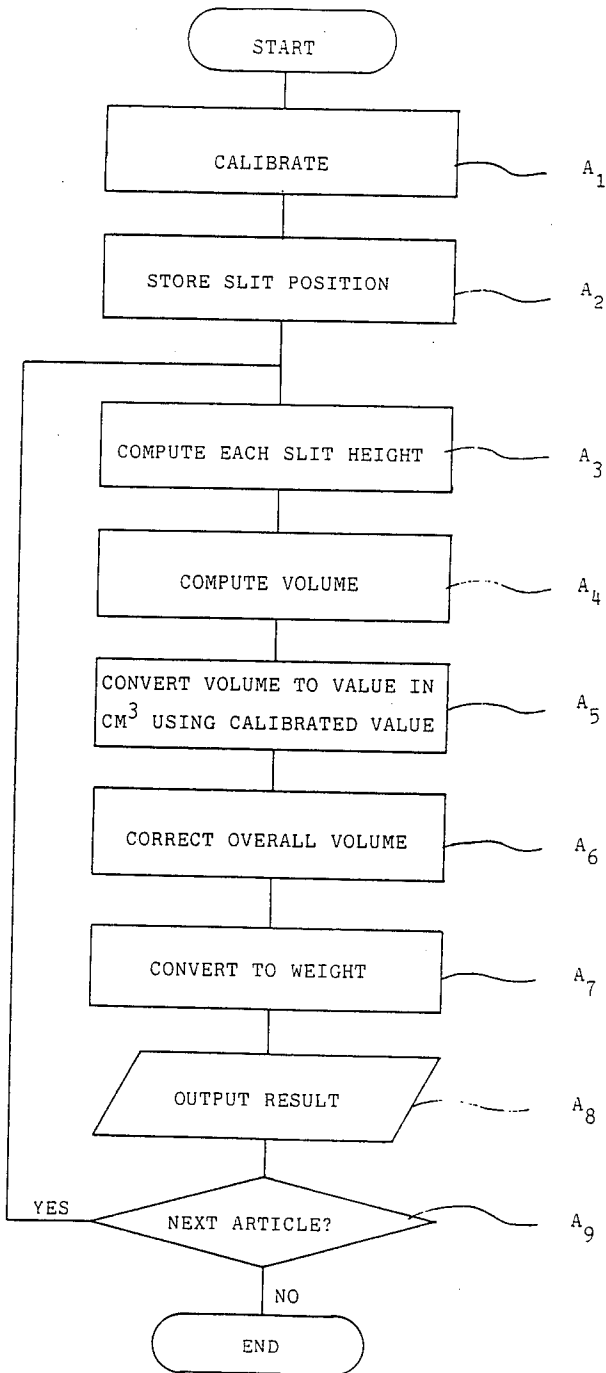 START
CALIBRATE
A1
STORE SLIT POSITION
A2
COMPUTE EACH SLIT HEIGHT
A3
COMPUTE VOLUME
A4
CONVERT VOLUME TO VALUE IN
CM3 USING CALIBRATED VALUE
A5
CORRECT OVERALL VOLUME
A6
CONVERT TO WEIGHT
A7
OUTPUT RESULT
A8
YES
NEXT ARTICLE?
A9
NO
END